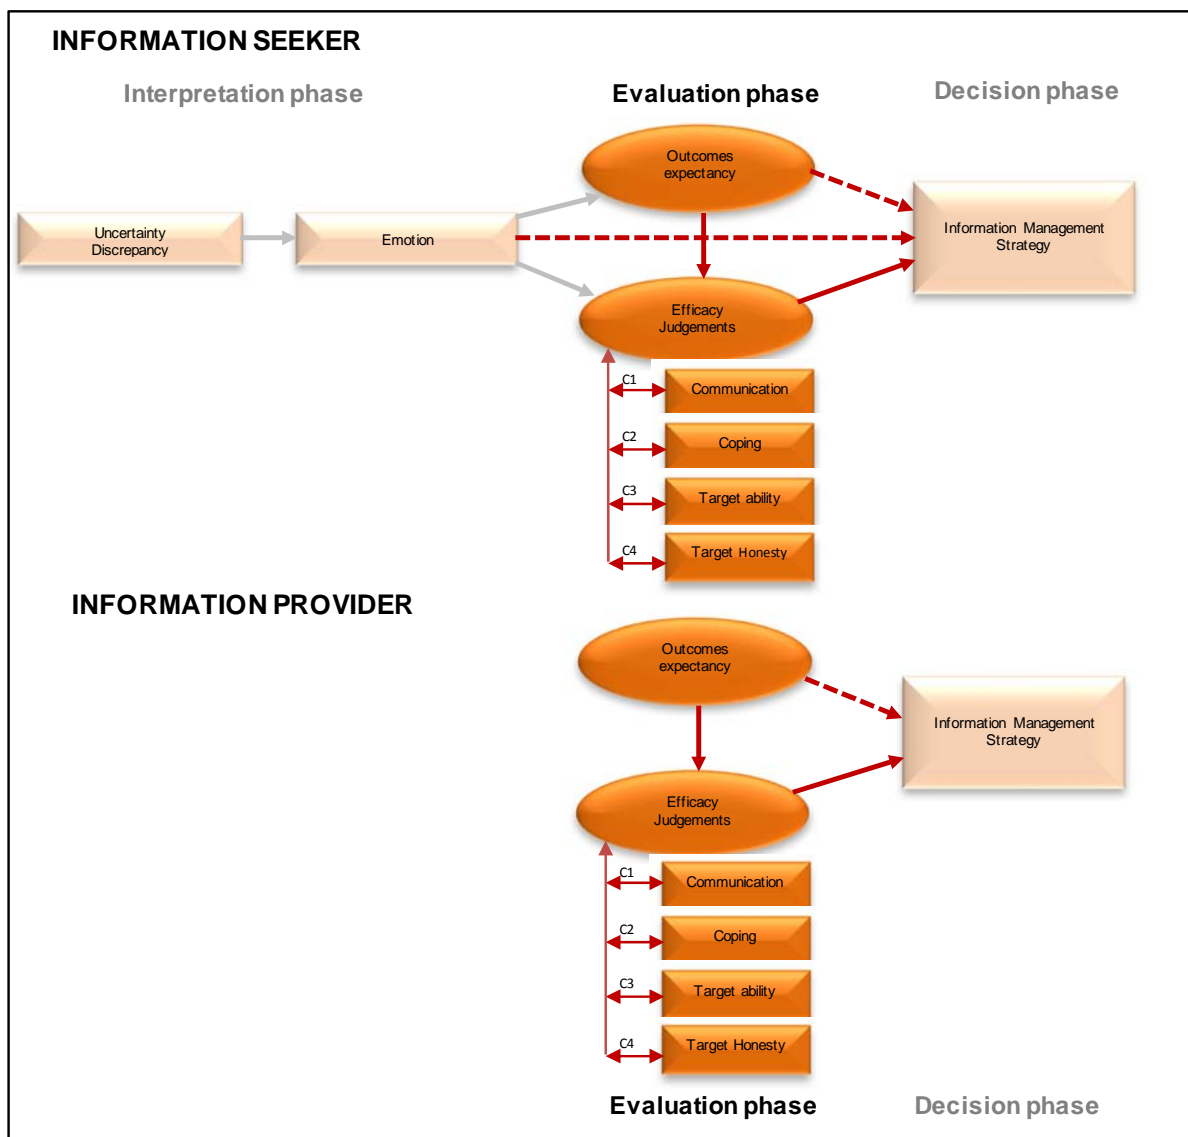 INFORMATION SEEKER
Interpretation phase
Evaluation phase
Decision phase
Outcomes
expectancy
Uncertainty
Discrepancy
Emotion
Information Management
Strategy
Efficacy
Judgements
C1
Communication
C2
Coping
C3
Target ability
C4
Target Honesty
INFORMATION PROVIDER
Outcomes
expectancy
Information Management
Strategy
Efficacy
Judgements
C1
Communication
C2
Coping
C3
Target ability
C4
Target Honesty
Evaluation phase
Decision phase